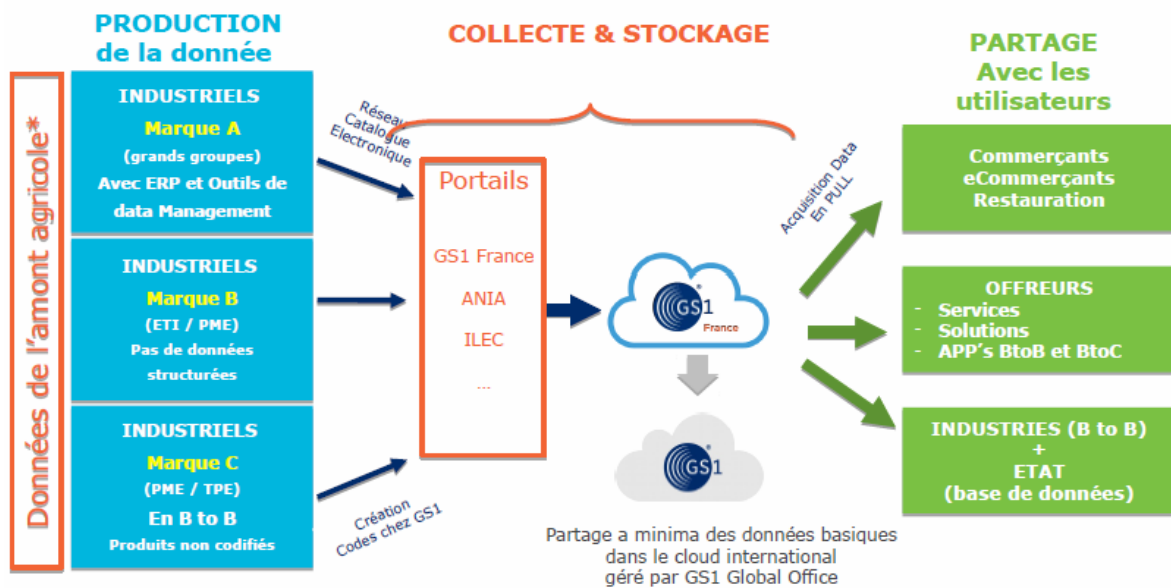 PRODUCTION
de la donnée
COLLECTE & STOCKAGE
PARTAGE
Avec les
utilisateurs
Données de l'amont agricole*
INDUSTRIELS
Marque A
(grands groupes)
Avec ERP et Outils de
data Management
INDUSTRIELS
Marque B
(ETI / PME)
Pas de données
structurées
INDUSTRIELS
Marque C
(PME / TPE)
En B to B
Produits non codifiés
Réseau
Catalogue
Electronique
Création
Codes chez GS1
Portails
GS1 France
ANIA
ILEC
...
GS1
France
GS1
Partage a minima des données basiques
dans le cloud international
géré par GS1 Global Office
Acquisition Data
En PULL
Commerçants
eCommerçants
Restauration
OFFREURS
- Services
- Solutions
- APP's BtoB et BtoC
INDUSTRIES (B to B)
+
ETAT
(base de données)